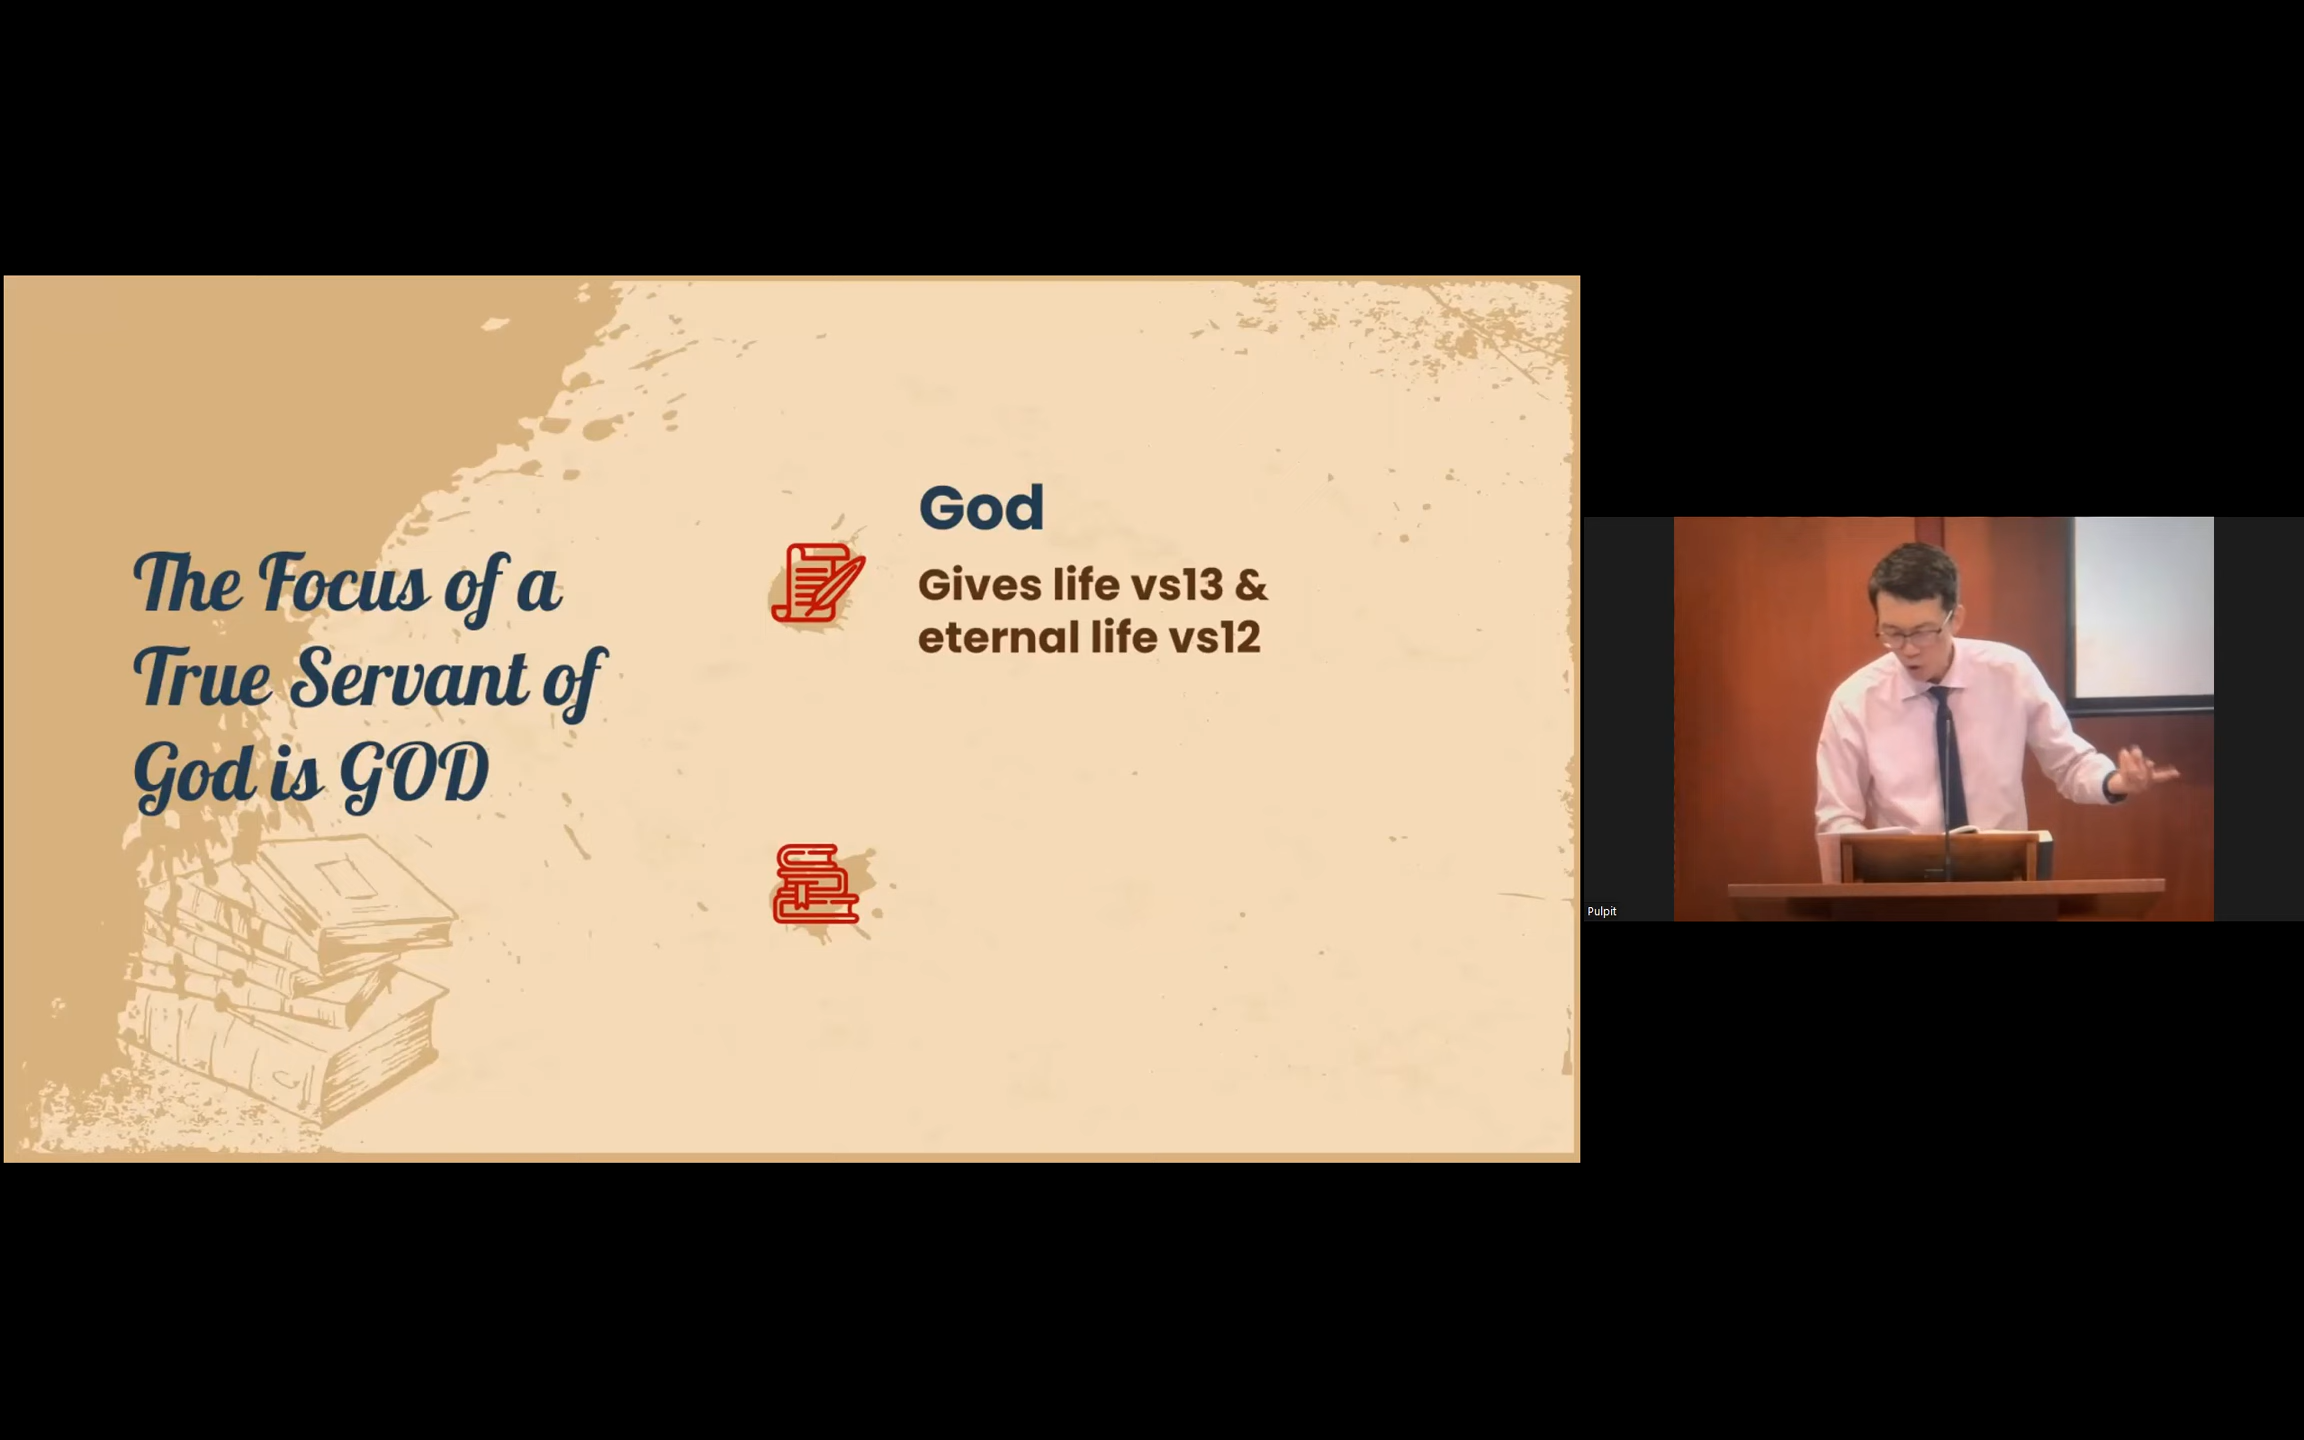 The Focus of a
True Servant of
God is GOD
God
Gives life vs13 &
eternal life vs12
Pulpit